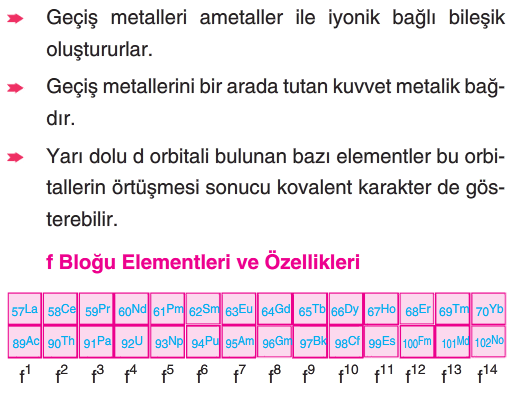 Geçiş metalleri ametaller ile iyonik bağlı bileşik
oluştururlar.
Geçiş metallerini bir arada tutan kuvvet metalik bağ-
dır.
Yarı dolu d orbitali bulunan bazı elementler bu orbi-
tallerin örtüşmesi sonucu kovalent karakter de gös-
terebilir.
f Bloğu Elementleri ve Özellikleri
57La 58Ce 59Pr 60Nd 61Pm 62Sm 63Eu 64Gd 65Tb 66Dy 67Ho 68Er 69Tm 70Yb
89Ac 90Th 91Pa 92U 93Np 94Pu 95Am 96Gm 97Bk 98Cf 99Es 100Fm 101Md 102No
f1 f2 f3 f4 f5 f6 f7 f8 f9 f10 f11 f12 f13 f14